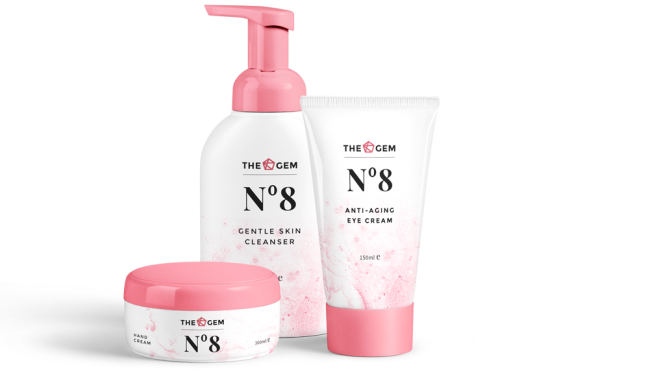 THE GEM
Nº8
GENTLE SKIN
CLEANSER
THE GEM
Nº8
ANTI-AGING
EYE CREAM
150ml ℮
THE GEM
Nº8
HAND
CREAM
300ml ℮